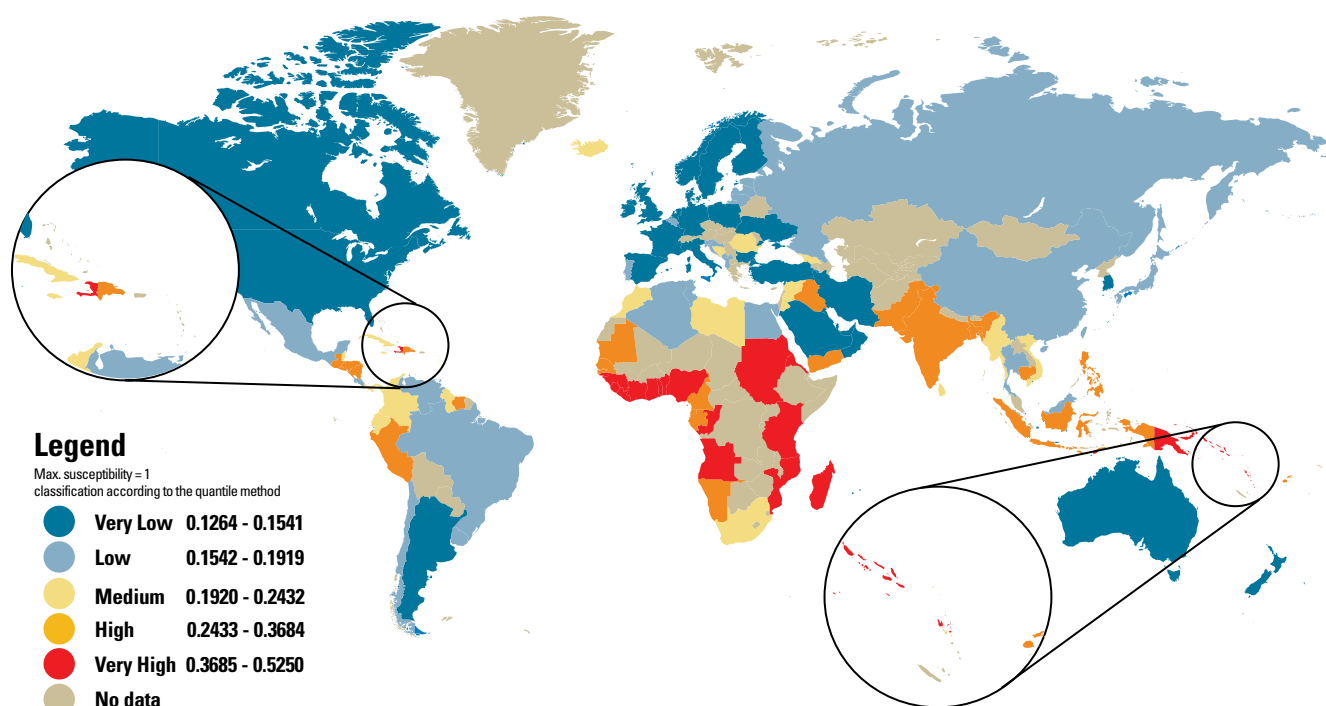 Legend
Max. susceptibility = 1
classification according to the quantile method
Very Low 0.1264 - 0.1541
Low 0.1542 - 0.1919
Medium 0.1920 - 0.2432
High 0.2433 - 0.3684
Very High 0.3685 - 0.5250
No data